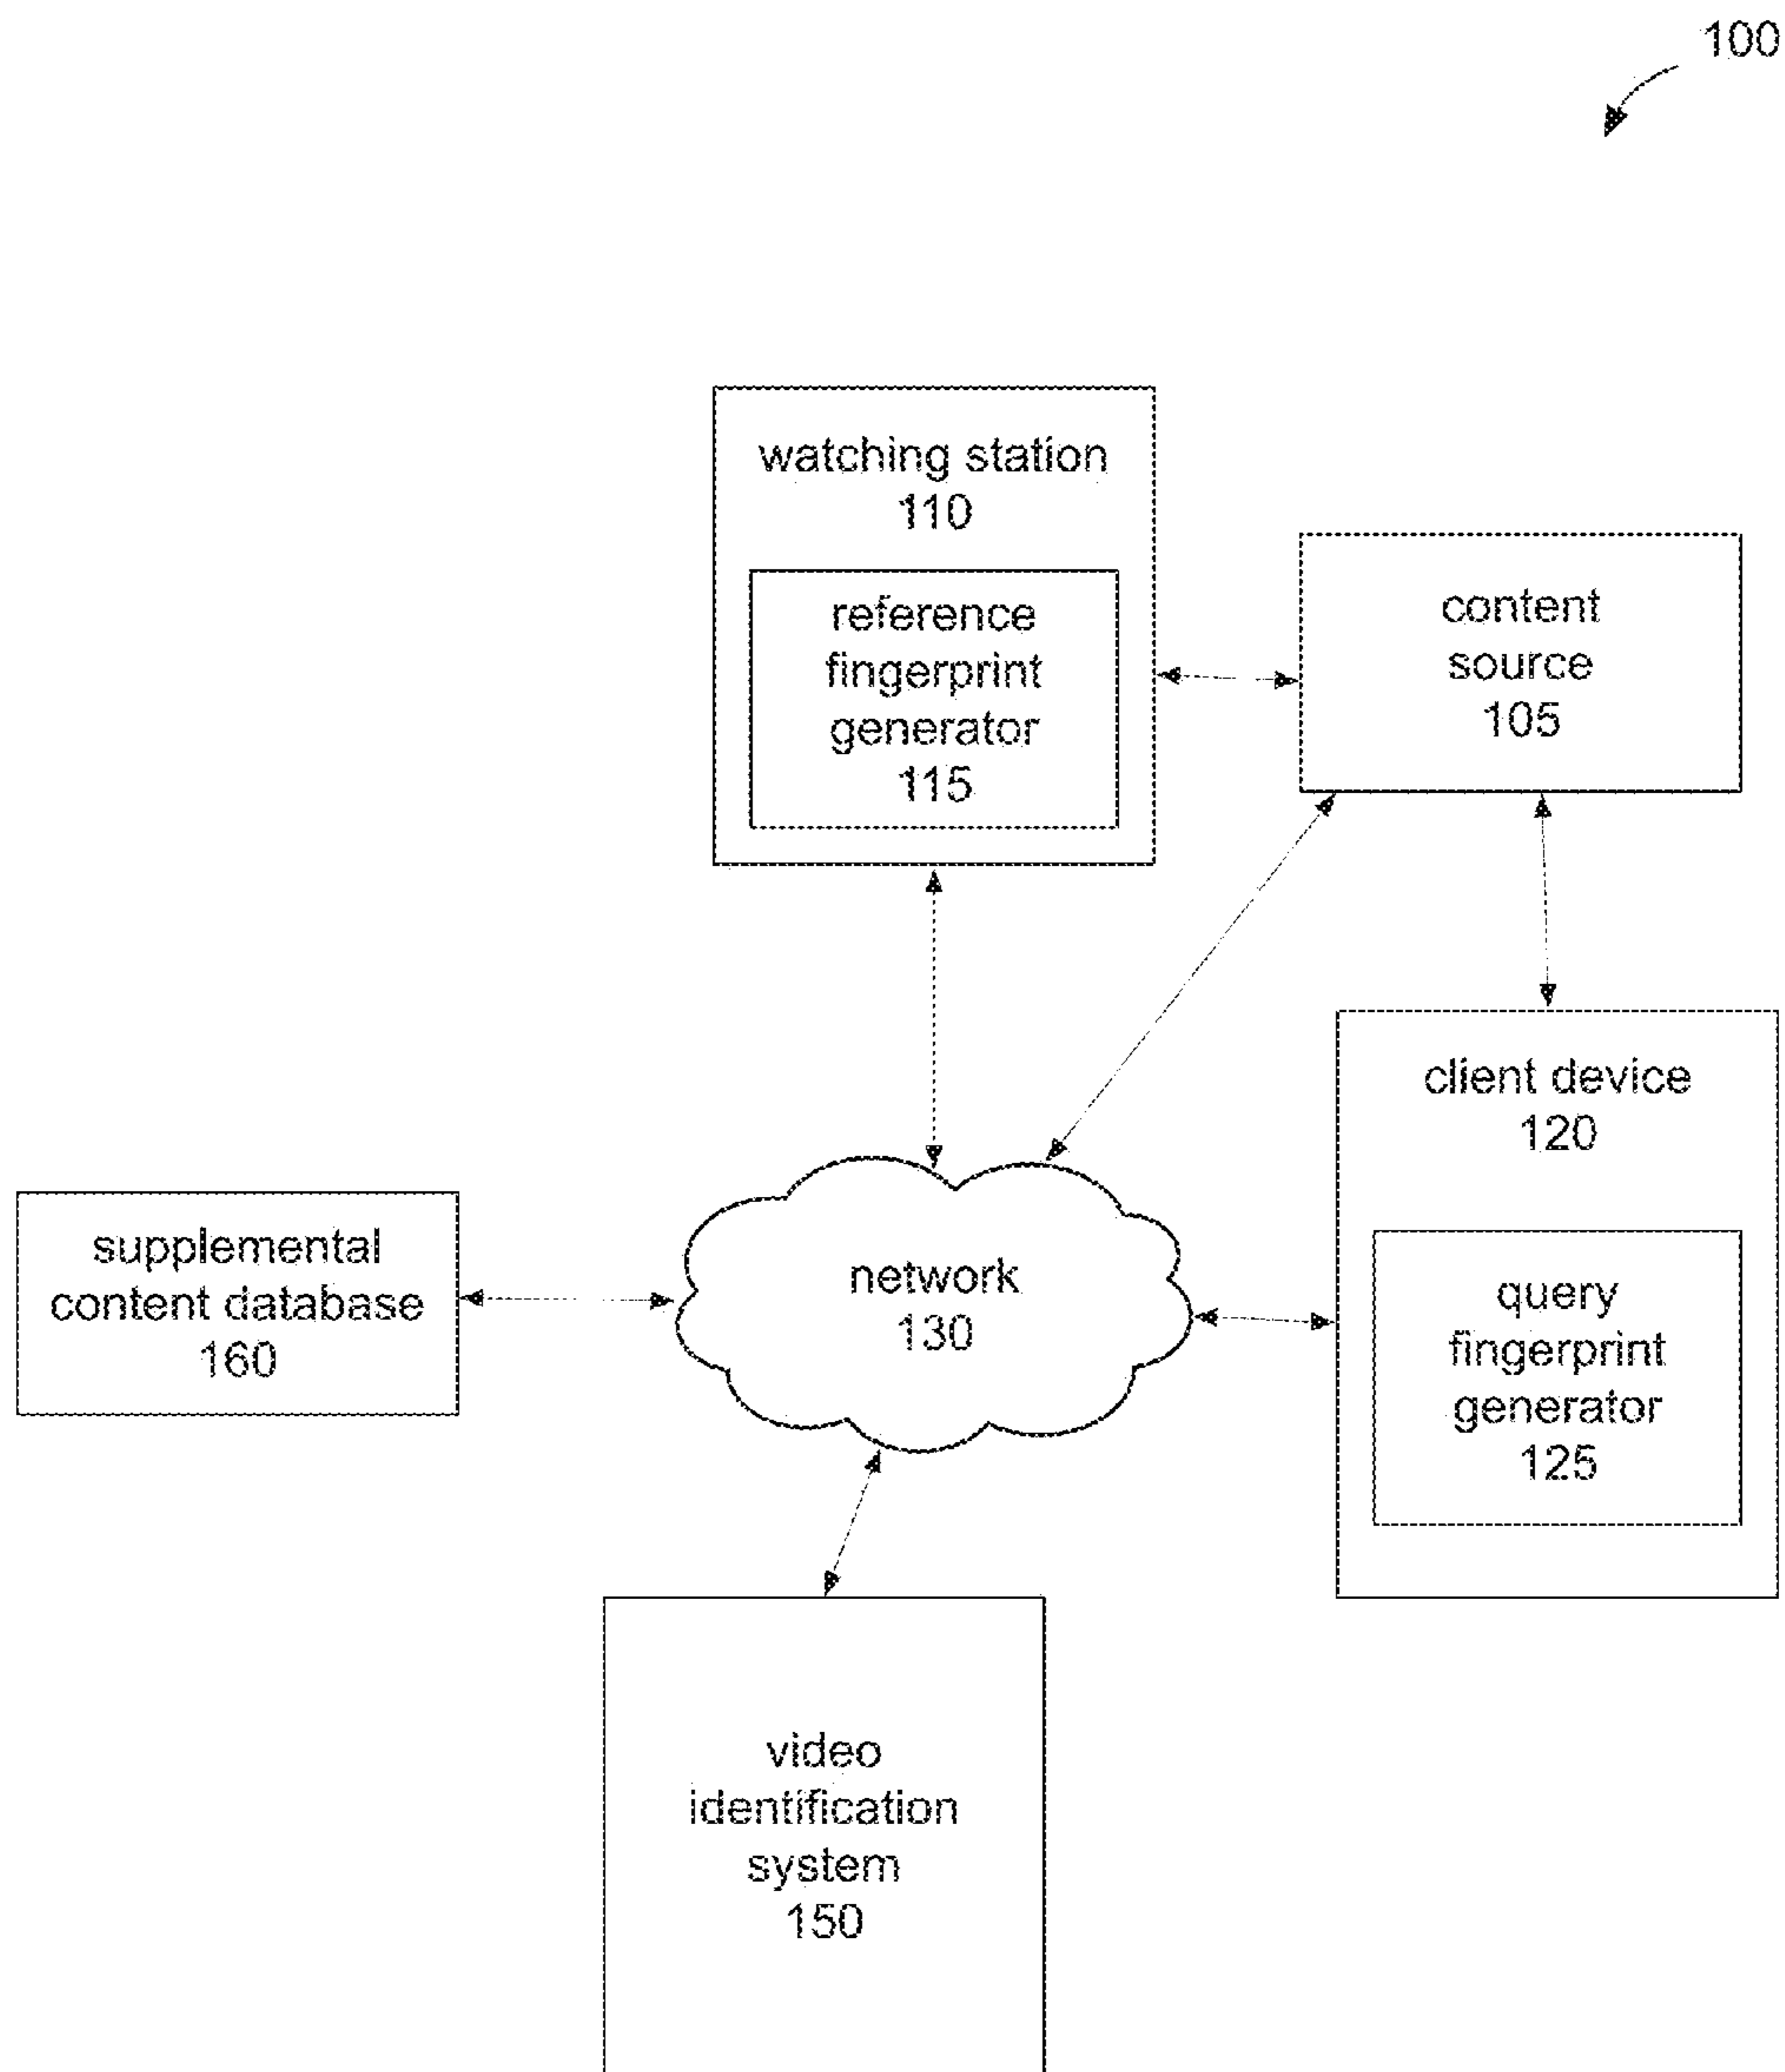 100
watching station
110
reference
fingerprint
generator
115
content
source
105
client device
120
query
fingerprint
generator
125
network
130
supplemental
content database
160
video
identification
system
150